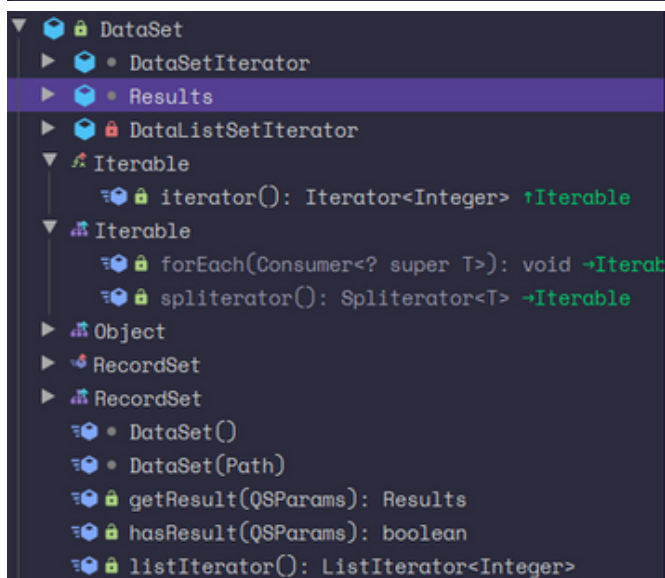 DataSet
DataSetIterator
Results
DataListSetIterator
Iterable
iterator(): Iterator<Integer> ↑Iterable
Iterable
forEach(Consumer<? super T>): void →Iterab
spliterator(): Spliterator<T> →Iterable
Object
RecordSet
RecordSet
DataSet()
DataSet(Path)
getResult(QSParams): Results
hasResult(QSParams): boolean
listIterator(): ListIterator<Integer>